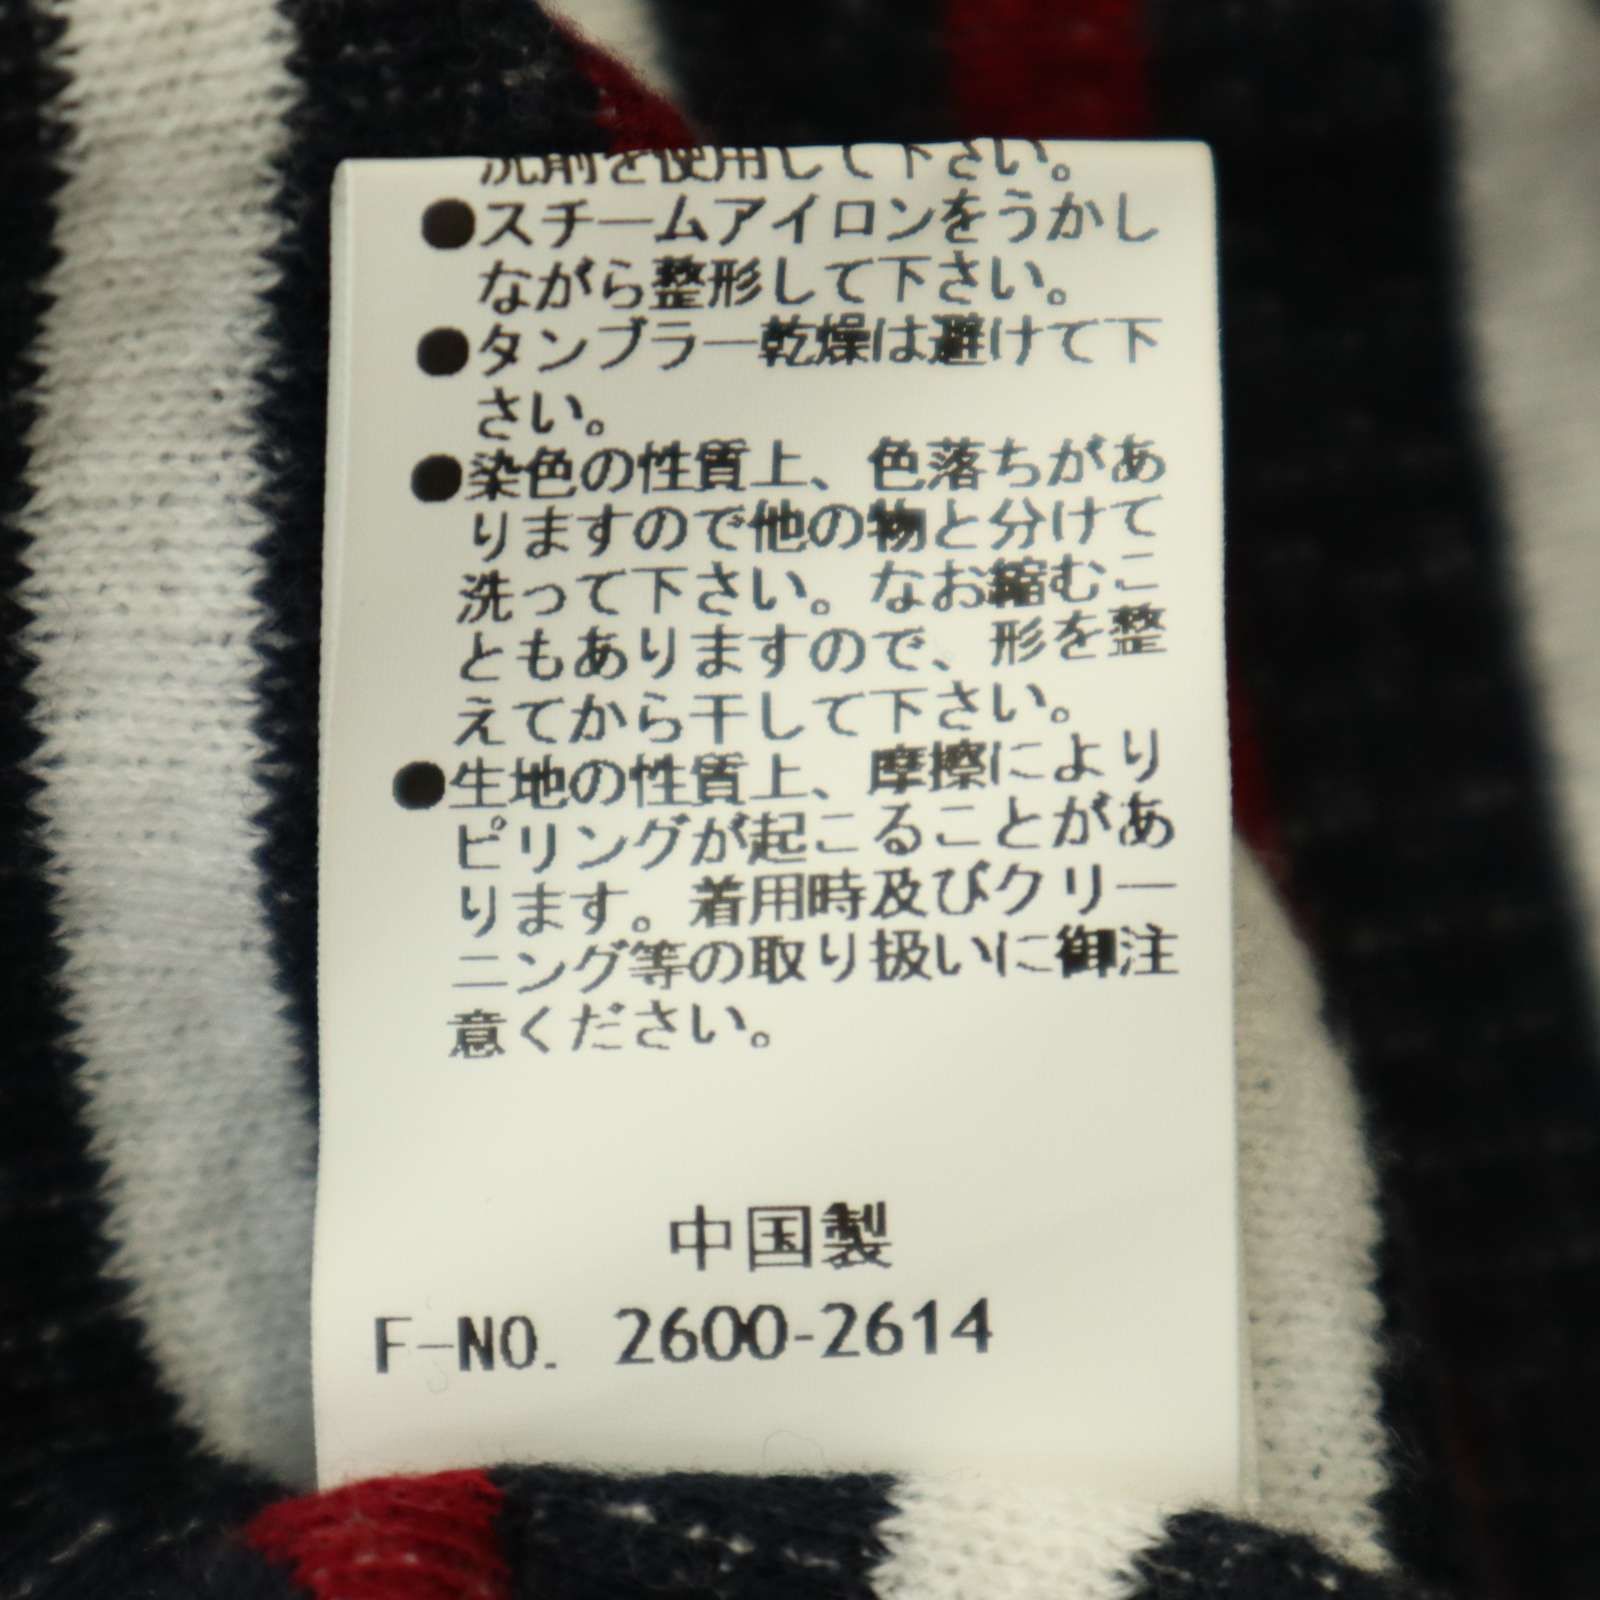 洗剤を使用して下さい。
●スチームアイロンをうかし
ながら整形して下さい。
●タンブラー乾燥は避けて下
さい。
●染色の性質上、色落ちがあ
りますので他の物と分けて
洗って下さい。なお縮むこ
ともありますので、形を整
えてから干して下さい。
●生地の性質上、摩擦により
ピリングが起こることがあ
ります。着用時及びクリー
ニング等の取り扱いに御注
意ください。
中国製
F-NO. 2600-2614